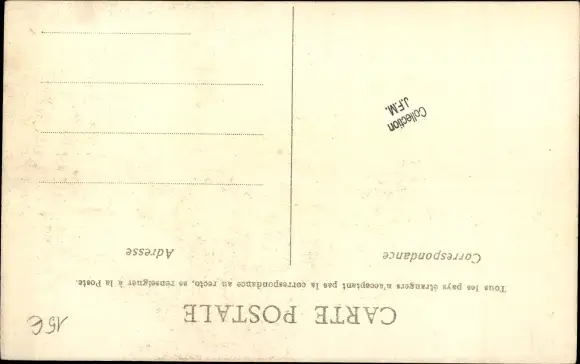 CARTE POSTALE
Tous les pays étrangers n'acceptant pas la correspondance au recto, se renseigner à la Poste.
Correspondance
Adresse
Collection
J.F.M.
15€